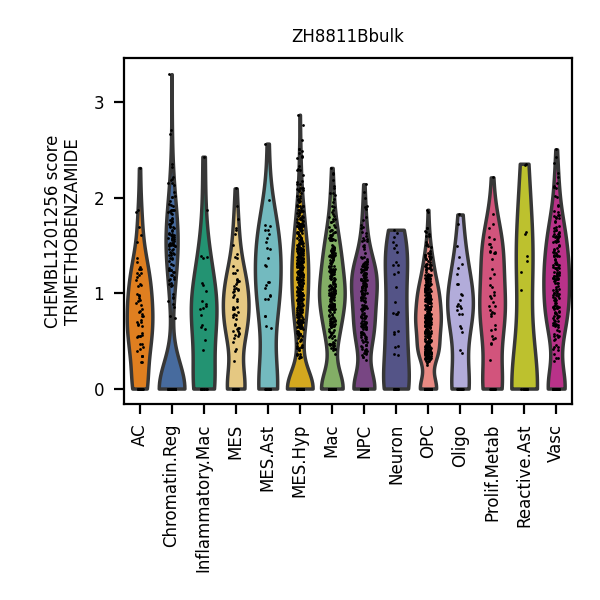 ZH8811Bbulk
CHEMBL1201256 score
TRIMETHOBENZAMIDE
3
2
1
0
AC
Chromatin.Reg
Inflammatory.Mac
MES
MES.Ast
MES.Hyp
Mac
NPC
Neuron
OPC
Oligo
Prolif.Metab
Reactive.Ast
Vasc